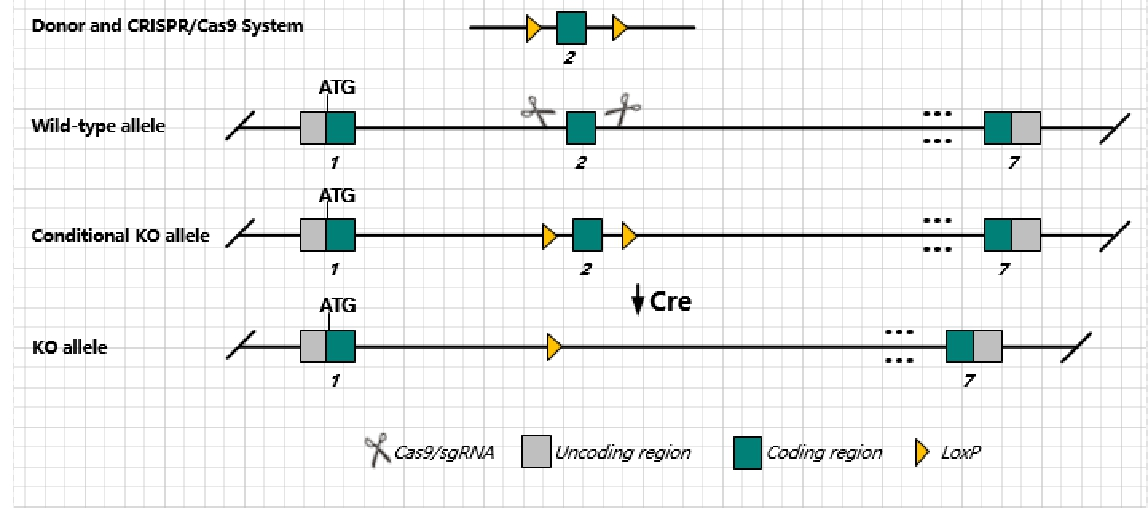 Donor and CRISPR/Cas9 System
2
ATG
Wild-type allele
...
...
1
2
7
ATG
Conditional KO allele
...
...
1
2
7
Cre
ATG
KO allele
...
...
1
7
Cas9/sgRNA
Uncoding region
Coding region
LoxP